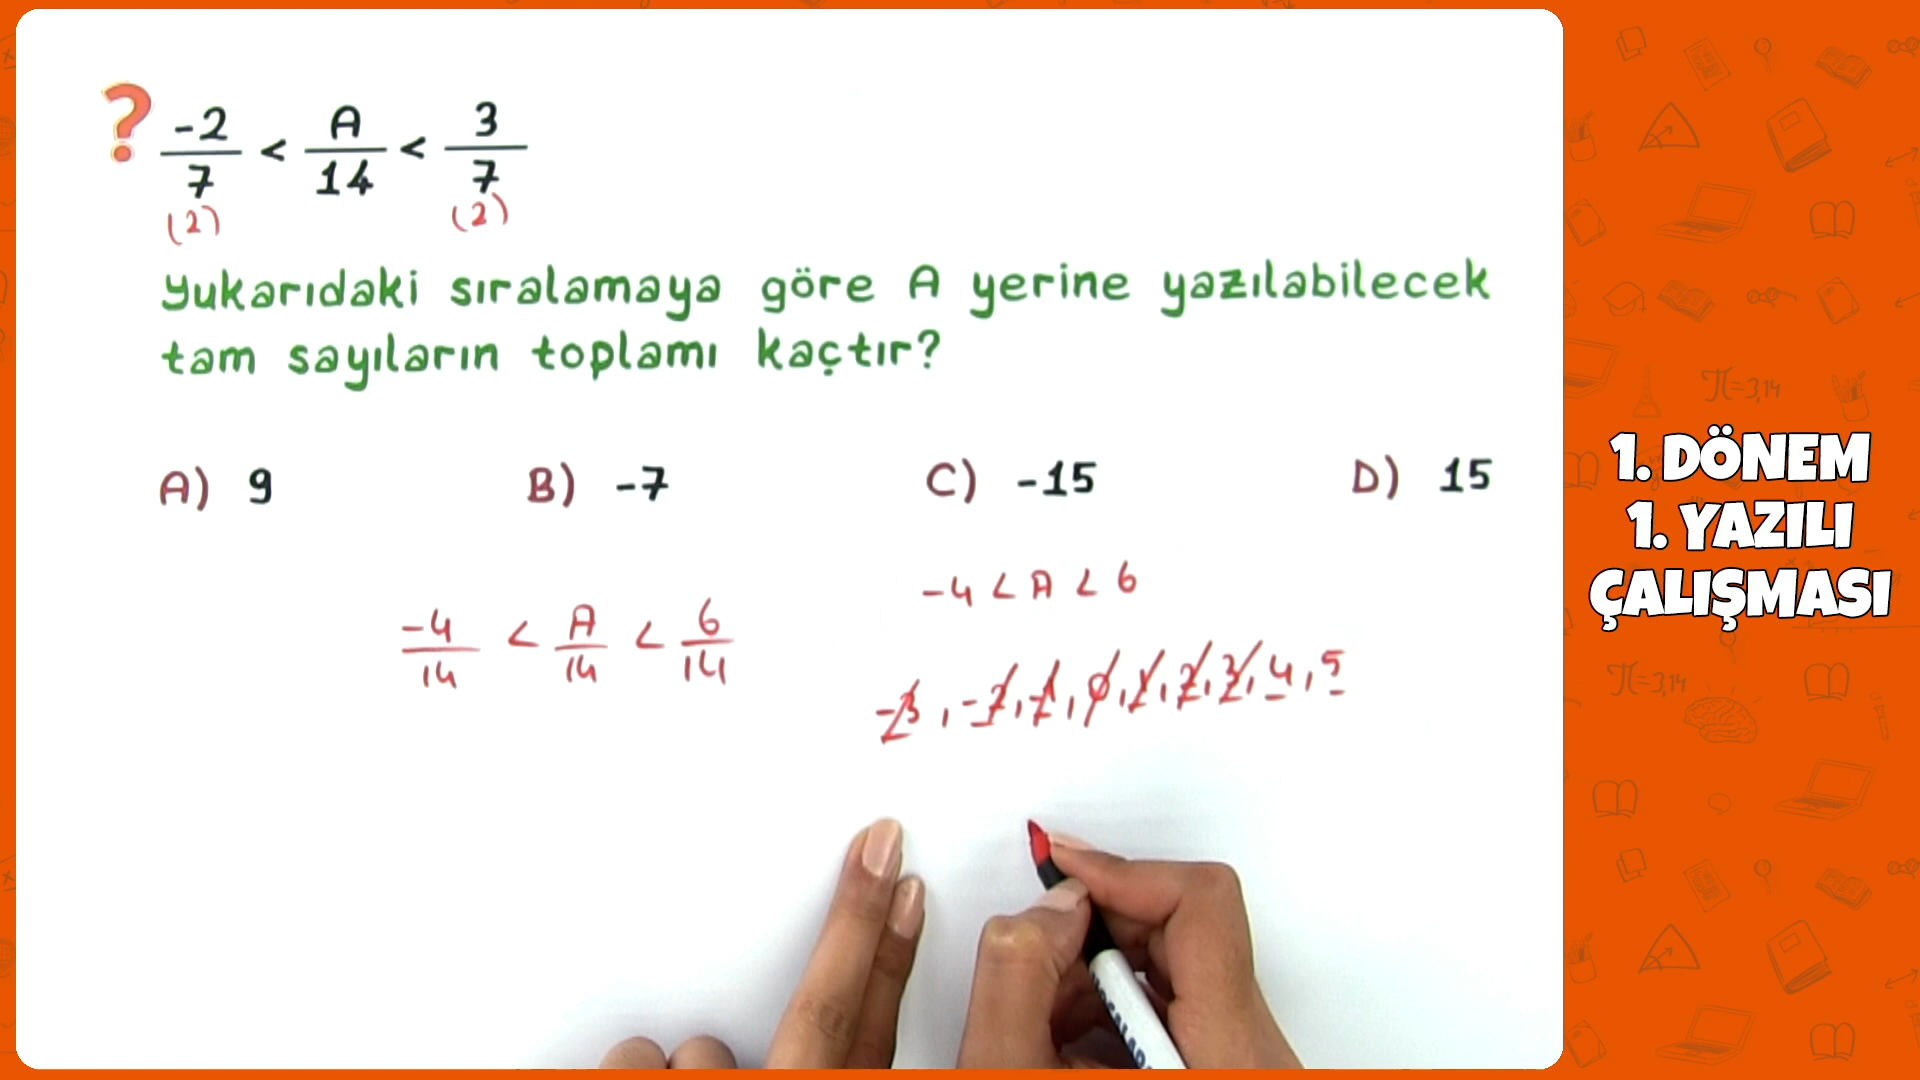 ? -2/7 < A/14 < 3/7
(2) (2)
Yukarıdaki sıralamaya göre A yerine yazılabilecek
tam sayıların toplamı kaçtır?
A) 9 B) -7 C) -15 D) 15
-4/14 < A/14 < 6/14
-4 < A < 6
-3, -2, -1, 0, 1, 2, 3, 4, 5
1. DÖNEM
1. YAZILI
ÇALIŞMASI
π=3,14
π=3,14